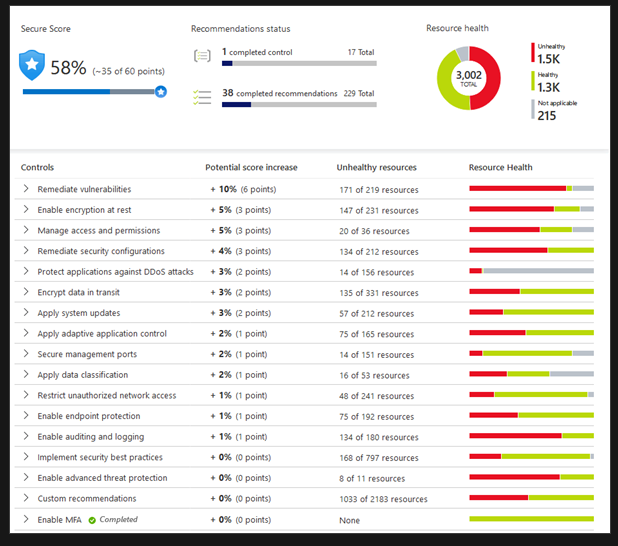 Secure Score
58% (~35 of 60 points)
Recommendations status
1 completed control 17 Total
38 completed recommendations 229 Total
Resource health
3,002
TOTAL
Unhealthy
1.5K
Healthy
1.3K
Not applicable
215
Controls Potential score increase Unhealthy resources Resource Health
Remediate vulnerabilities + 10% (6 points) 171 of 219 resources
Enable encryption at rest + 5% (3 points) 147 of 231 resources
Manage access and permissions + 5% (3 points) 20 of 36 resources
Remediate security configurations + 4% (3 points) 134 of 212 resources
Protect applications against DDoS attacks + 3% (2 points) 14 of 156 resources
Encrypt data in transit + 3% (2 points) 135 of 331 resources
Apply system updates + 3% (2 points) 57 of 212 resources
Apply adaptive application control + 2% (1 point) 75 of 165 resources
Secure management ports + 2% (1 point) 14 of 151 resources
Apply data classification + 2% (1 point) 16 of 53 resources
Restrict unauthorized network access + 1% (1 point) 48 of 241 resources
Enable endpoint protection + 1% (1 point) 75 of 192 resources
Enable auditing and logging + 1% (1 point) 134 of 180 resources
Implement security best practices + 0% (0 points) 168 of 797 resources
Enable advanced threat protection + 0% (0 points) 8 of 11 resources
Custom recommendations + 0% (0 points) 1033 of 2183 resources
Enable MFA Completed + 0% (0 points) None